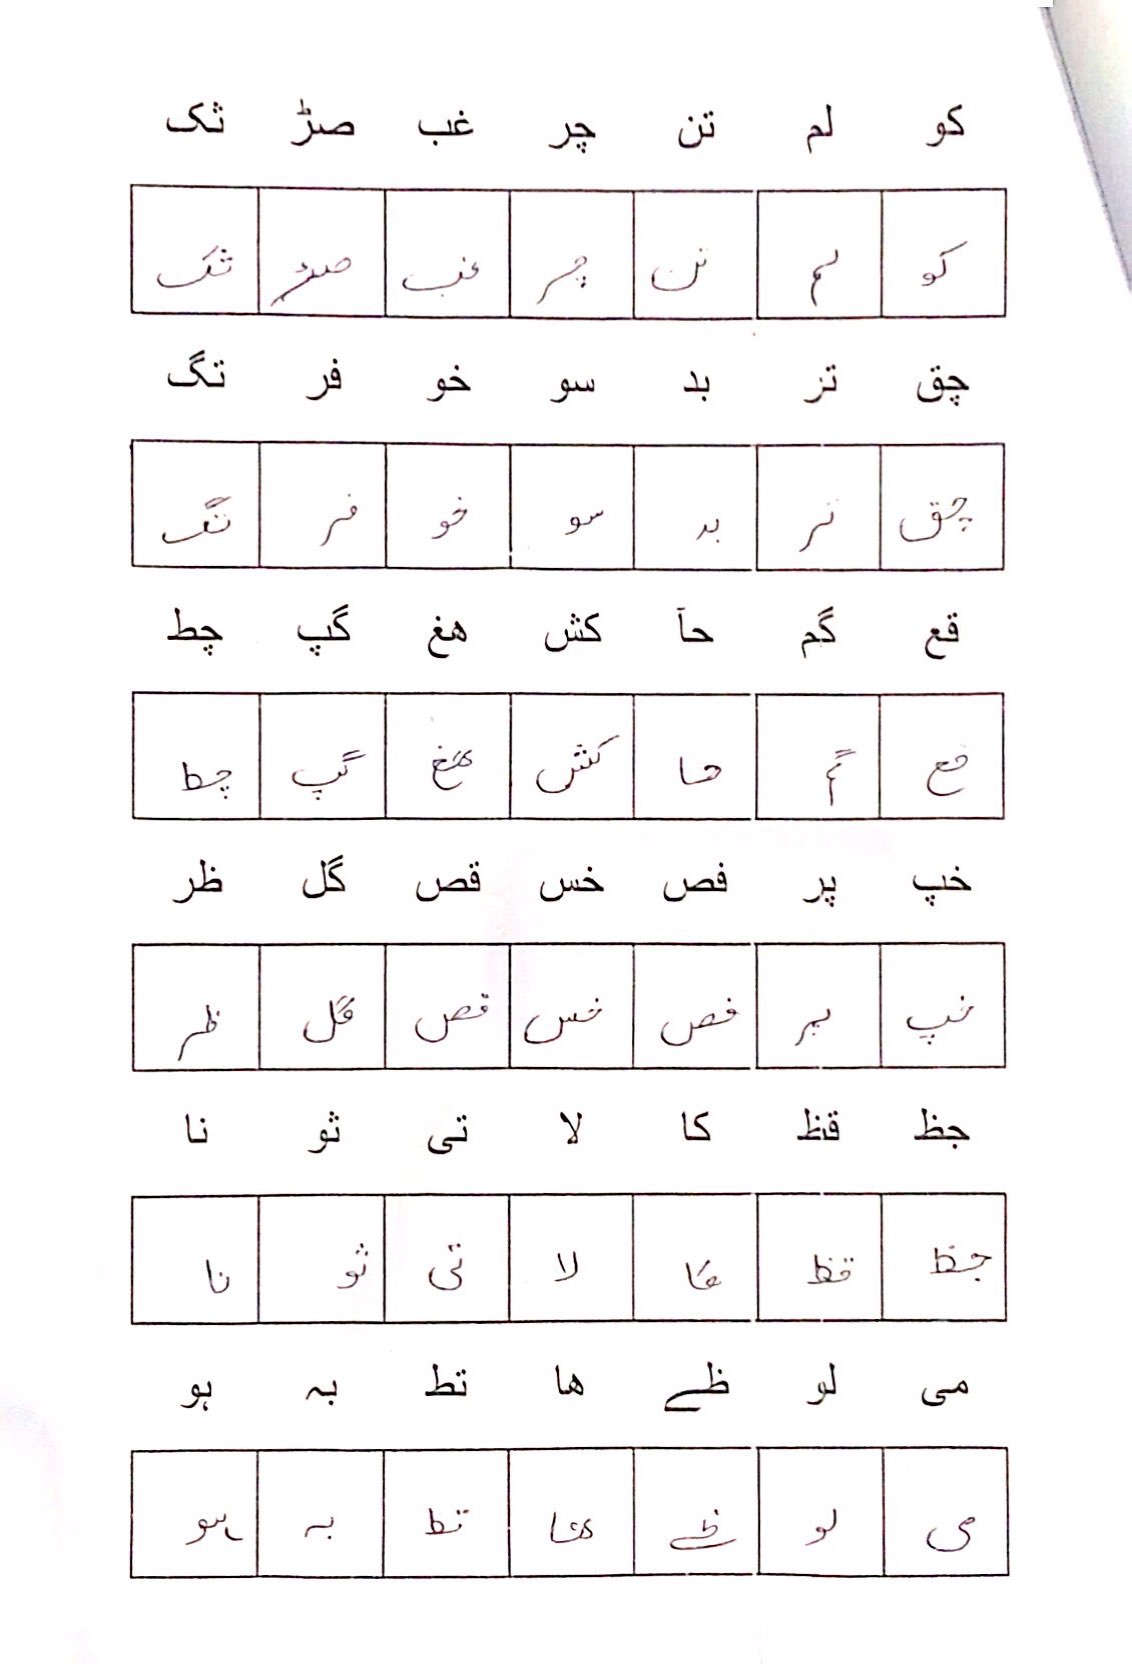 کو لم تن چر غب صڑ ثک
کو لم تن چر غب صڑ ثک
چق تز بد سو خو فر تگ
چق تر بد سو خو فر تگ
قع گم حآ کش ھغ گپ چط
قع گم حا کش ھغ گپ چط
خپ پر فص خس قص گل ظر
خپ پر فص خس قص گل ظر
جظ قظ کا لا تی ثو نا
جظ قظ کا لا تی ثو نا
می لو ظے ھا تط بہ ہو
می لو ظے ھا تط بہ ہو